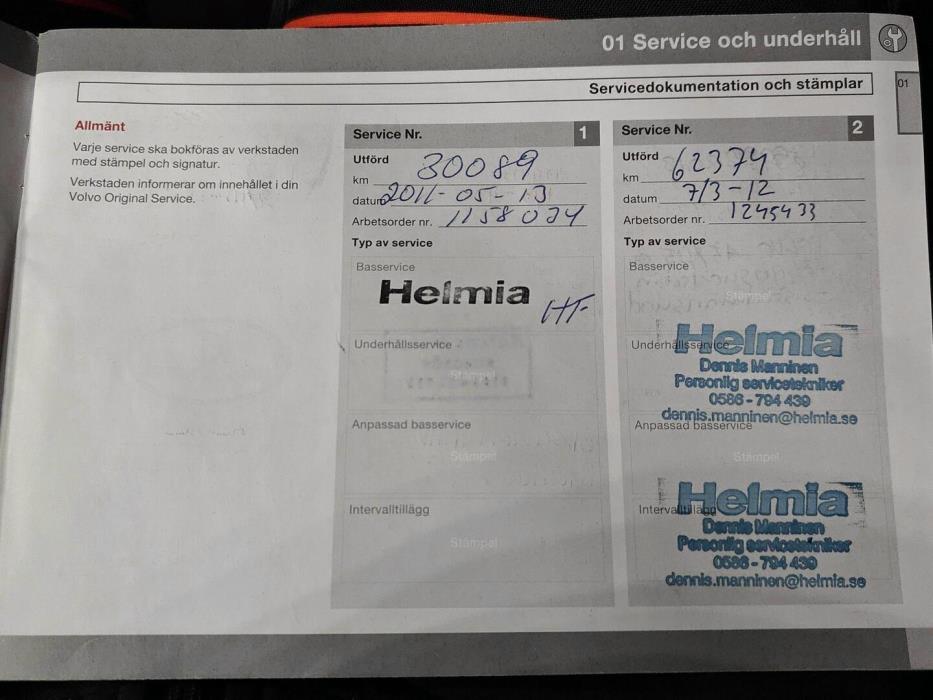 01 Service och underhåll
Servicedokumentation och stämplar
01
Allmänt
Varje service ska bokföras av verkstaden
med stämpel och signatur.
Verkstaden informerar om innehållet i din
Volvo Original Service.
Service Nr. 1
Utförd
km 30089
datum 2011-05-13
Arbetsorder nr. 1158034
Typ av service
Basservice
Helmia
HF
Underhållsservice
Stämpel
Anpassad basservice
Stämpel
Intervalltillägg
Stämpel
Service Nr. 2
Utförd
km 62374
datum 7/3-12
Arbetsorder nr. 1245433
Typ av service
Basservice
Stämpel
Underhållsservice
Helmia
Dennis Manninen
Personlig servicetekniker
0586-794 439
dennis.manninen@helmia.se
Anpassad basservice
Stämpel
Intervalltillägg
Helmia
Dennis Manninen
Personlig servicetekniker
0586-794 439
dennis.manninen@helmia.se